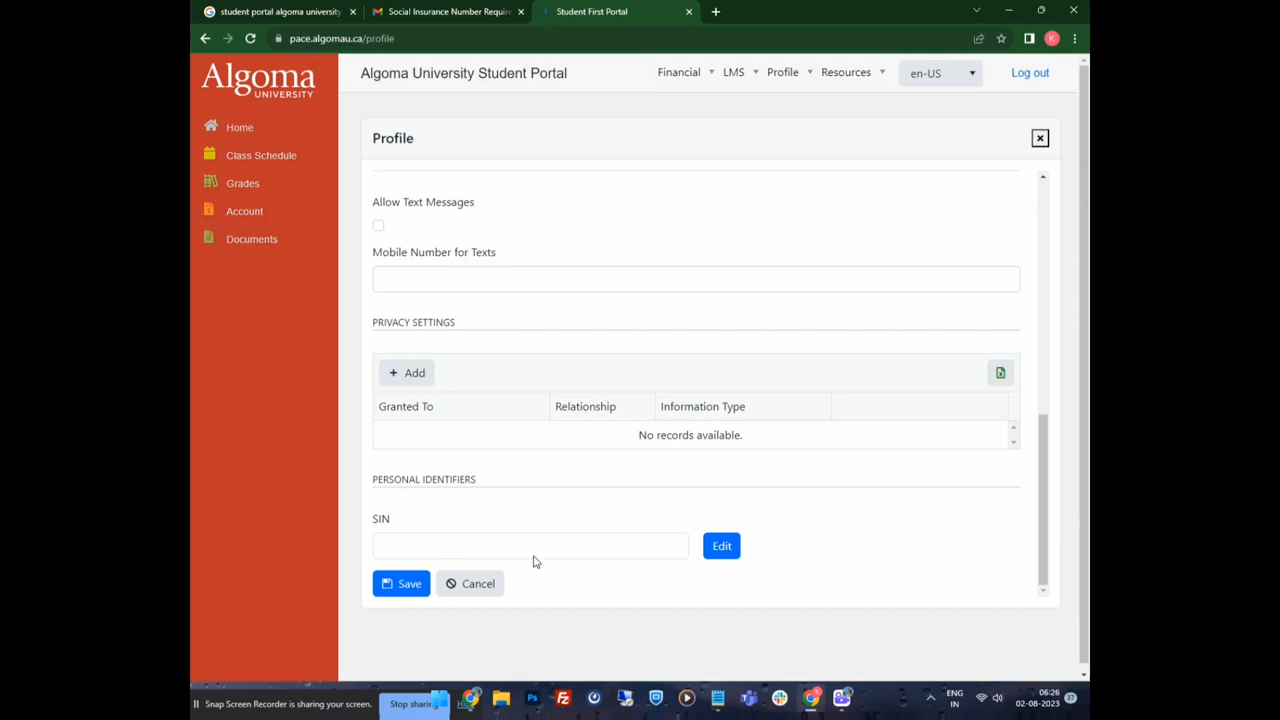 student portal algoma university
Social Insurance Number Require
Student First Portal
pace.algomau.ca/profile
K
Algoma
UNIVERSITY
Algoma University Student Portal
Financial
LMS
Profile
Resources
en-US
Log out
Home
Class Schedule
Grades
Account
Documents
Profile
Allow Text Messages
Mobile Number for Texts
PRIVACY SETTINGS
+ Add
Granted To
Relationship
Information Type
No records available.
PERSONAL IDENTIFIERS
SIN
Edit
Save
Cancel
Snap Screen Recorder is sharing your screen.
Stop sharing
Ps
ENG
IN
06:26
02-08-2023
37